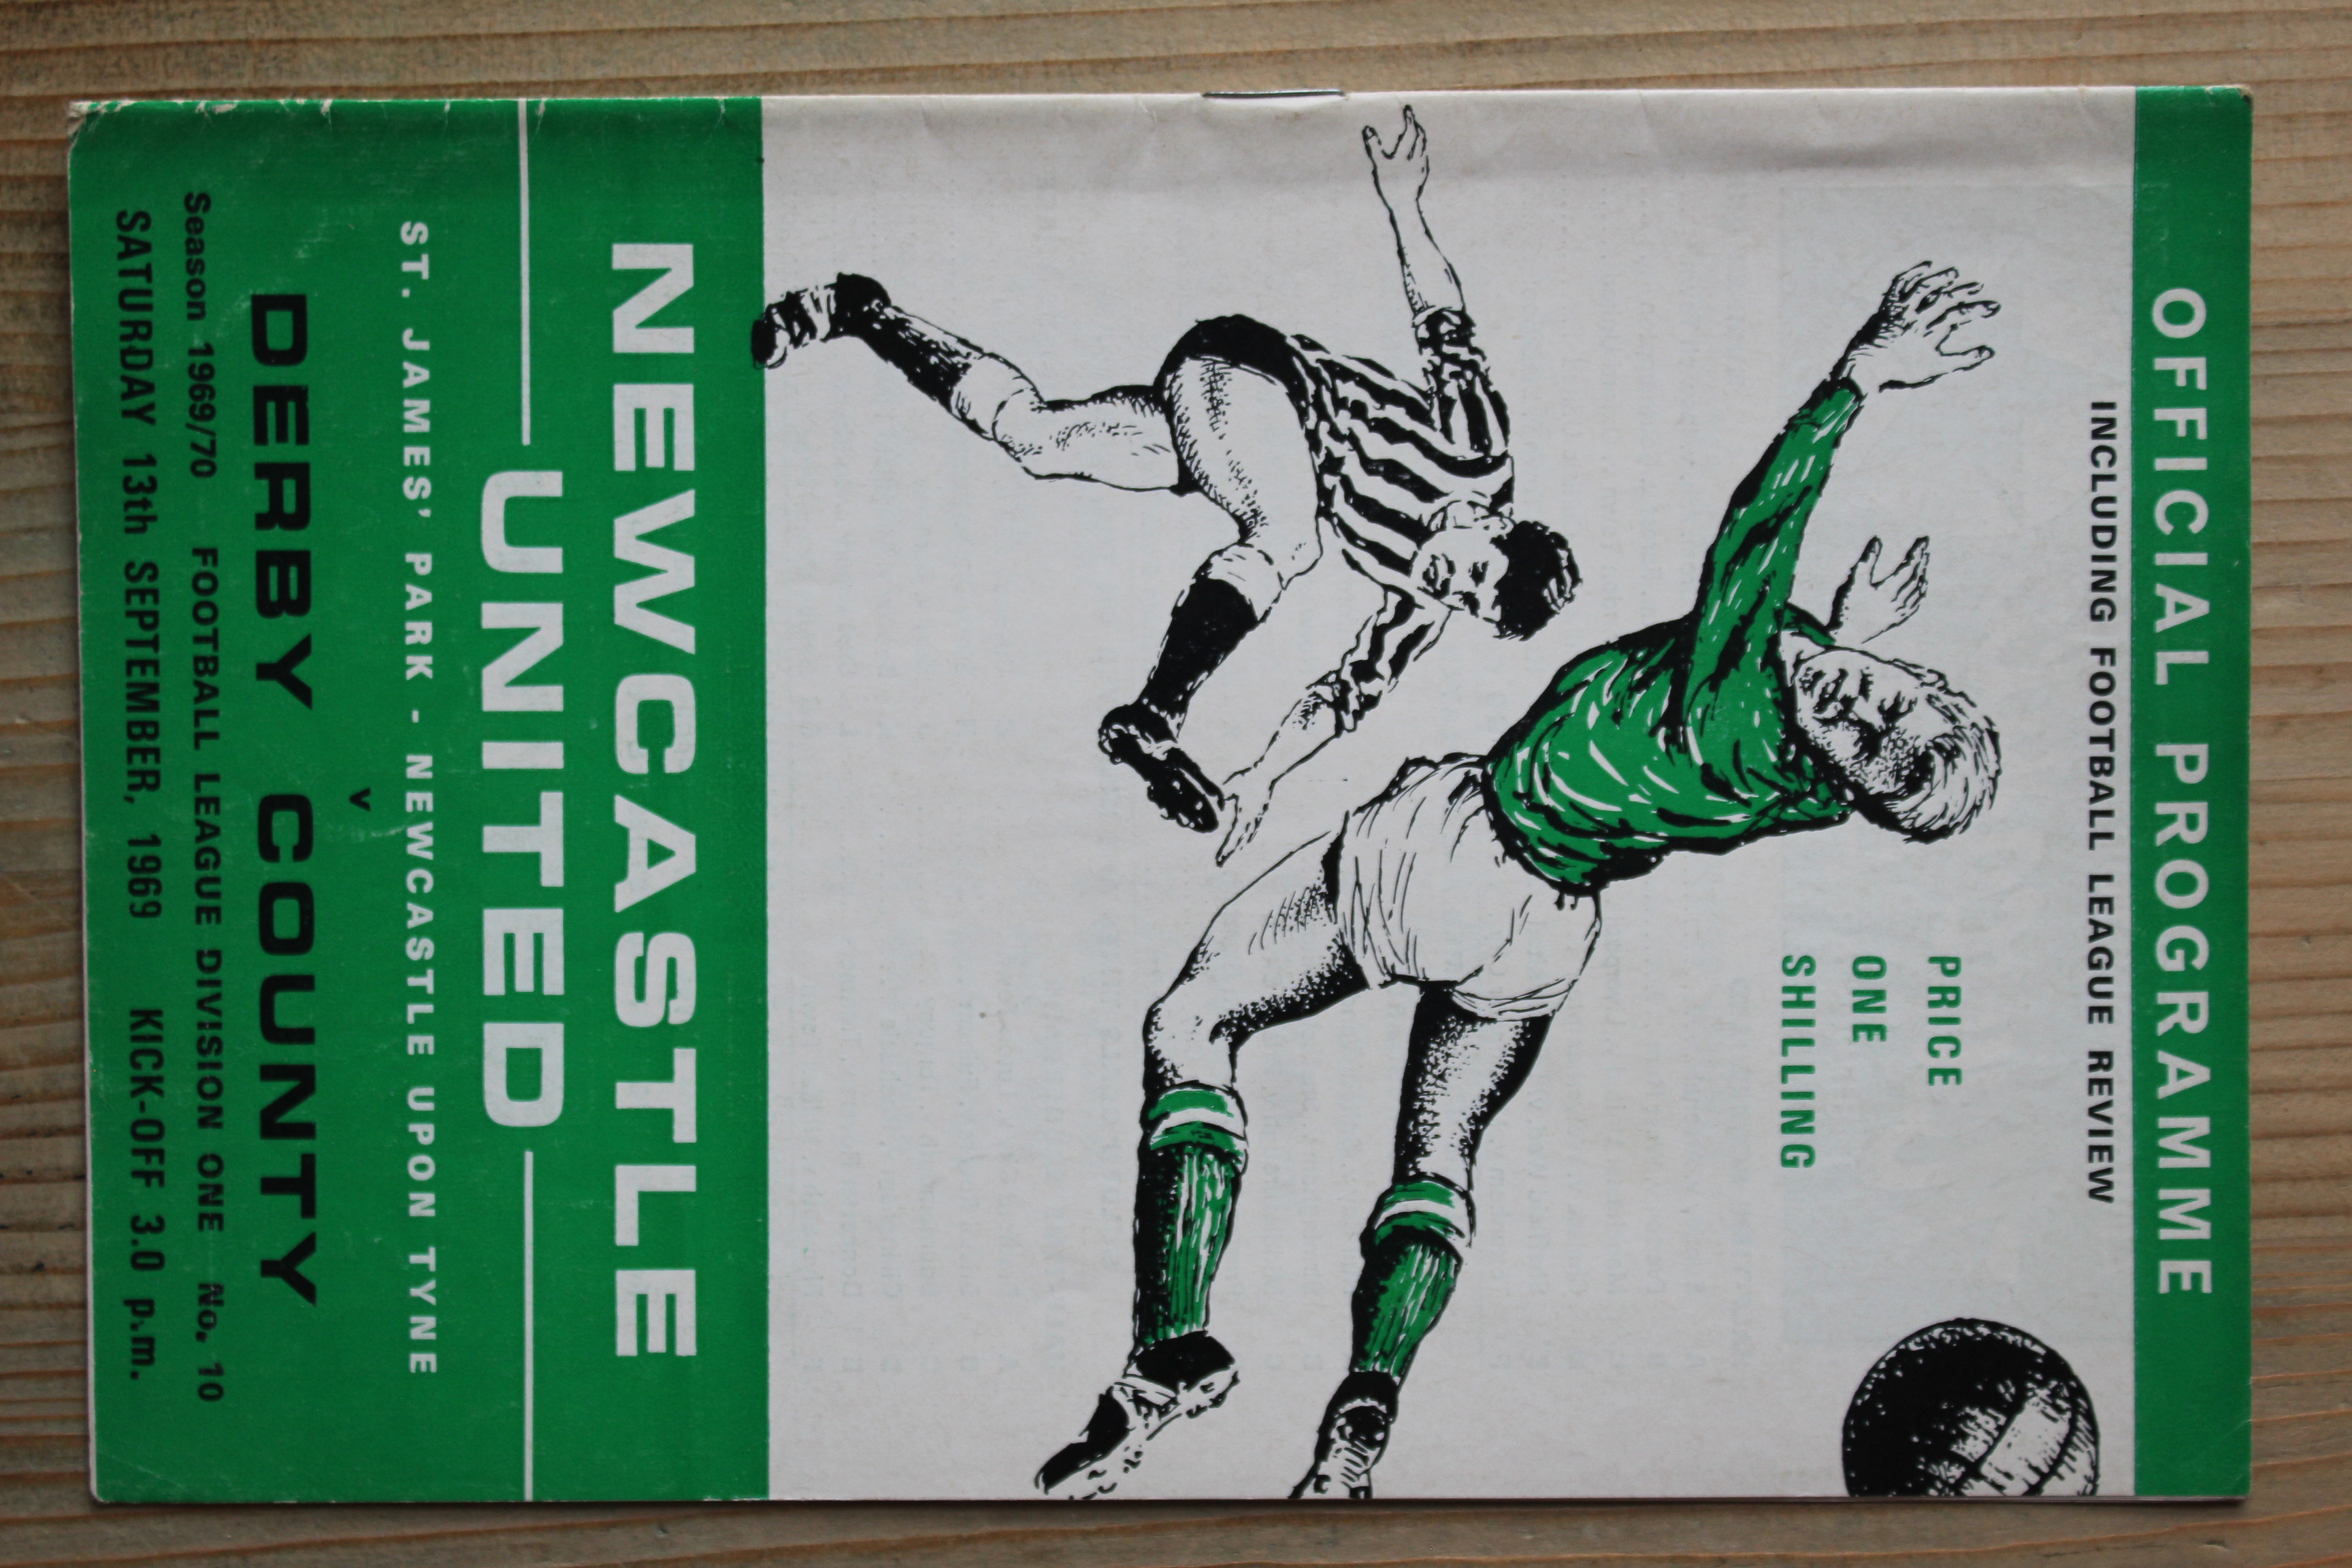 OFFICIAL PROGRAMME
INCLUDING FOOTBALL LEAGUE REVIEW
PRICE
ONE
SHILLING
NEWCASTLE
UNITED
ST. JAMES' PARK - NEWCASTLE UPON TYNE
v
DERBY COUNTY
Season 1969/70 FOOTBALL LEAGUE DIVISION ONE No. 10
SATURDAY 13th SEPTEMBER, 1969 KICK-OFF 3.0 p.m.